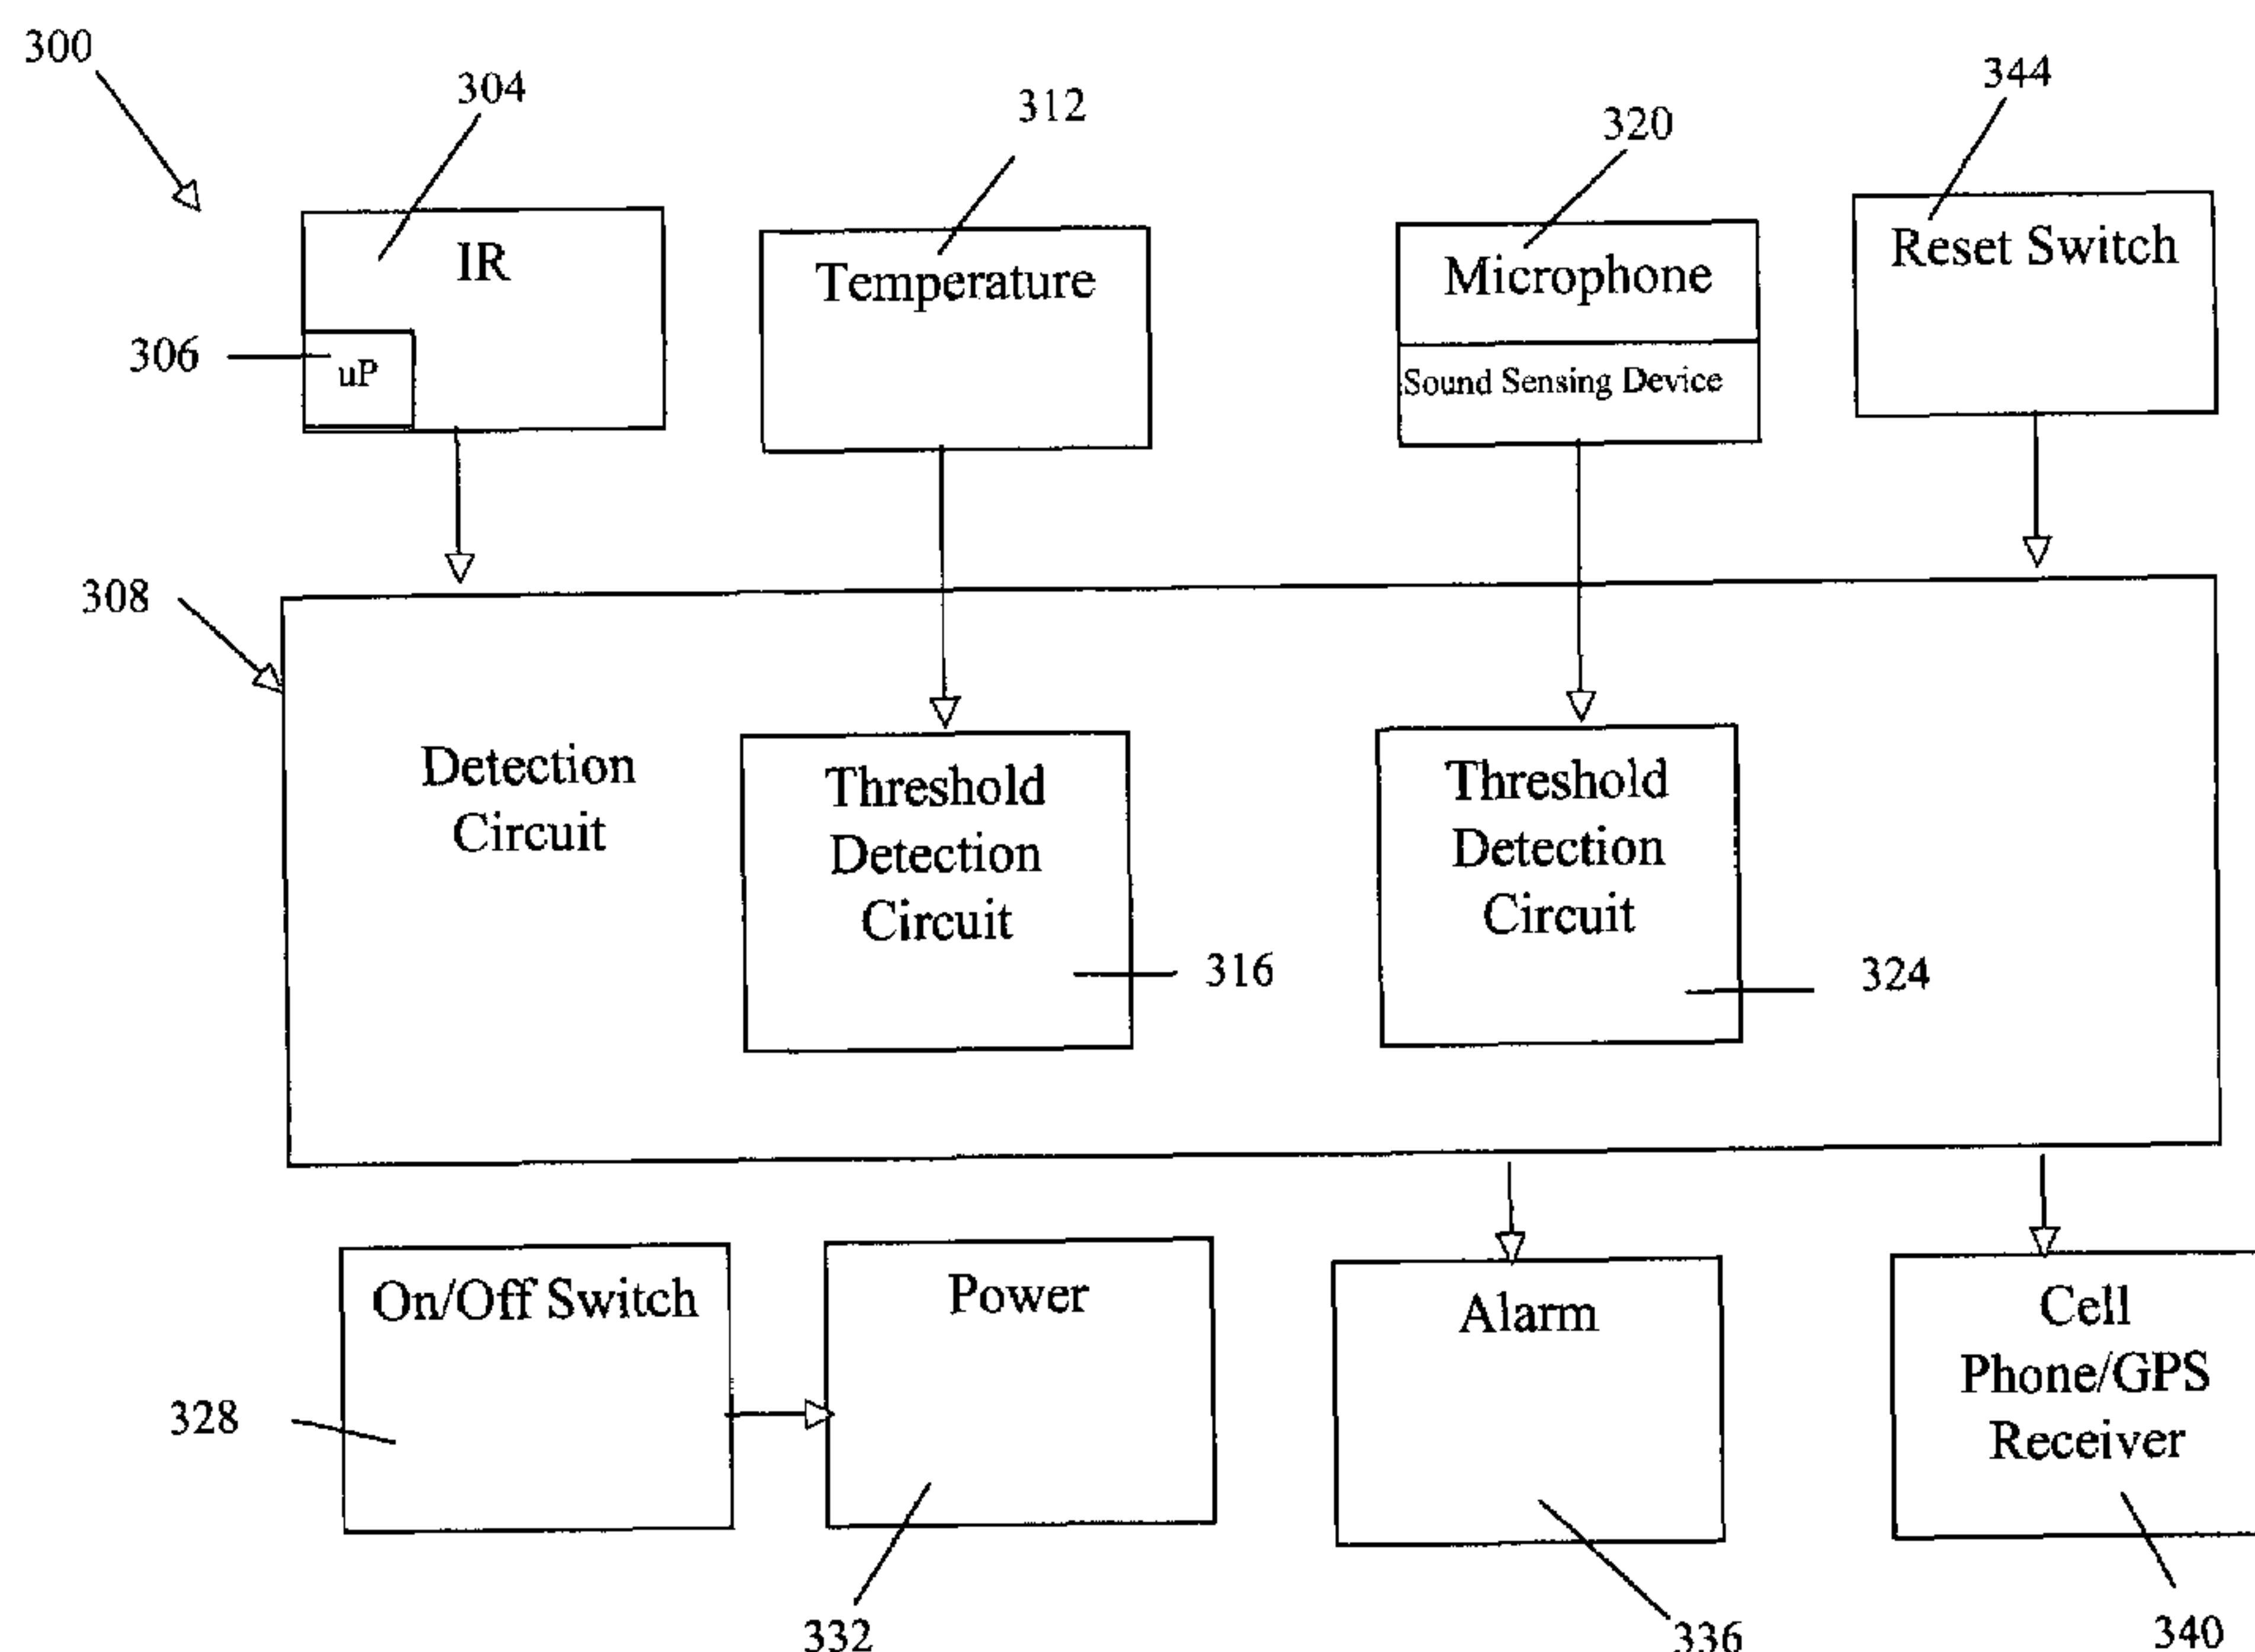 300
304
312
320
344
IR
Temperature
Microphone
Reset Switch
306
uP
Sound Sensing Device
308
Detection
Circuit
Threshold
Detection
Circuit
316
Threshold
Detection
Circuit
324
On/Off Switch
328
Power
332
Alarm
336
Cell
Phone/GPS
Receiver
340